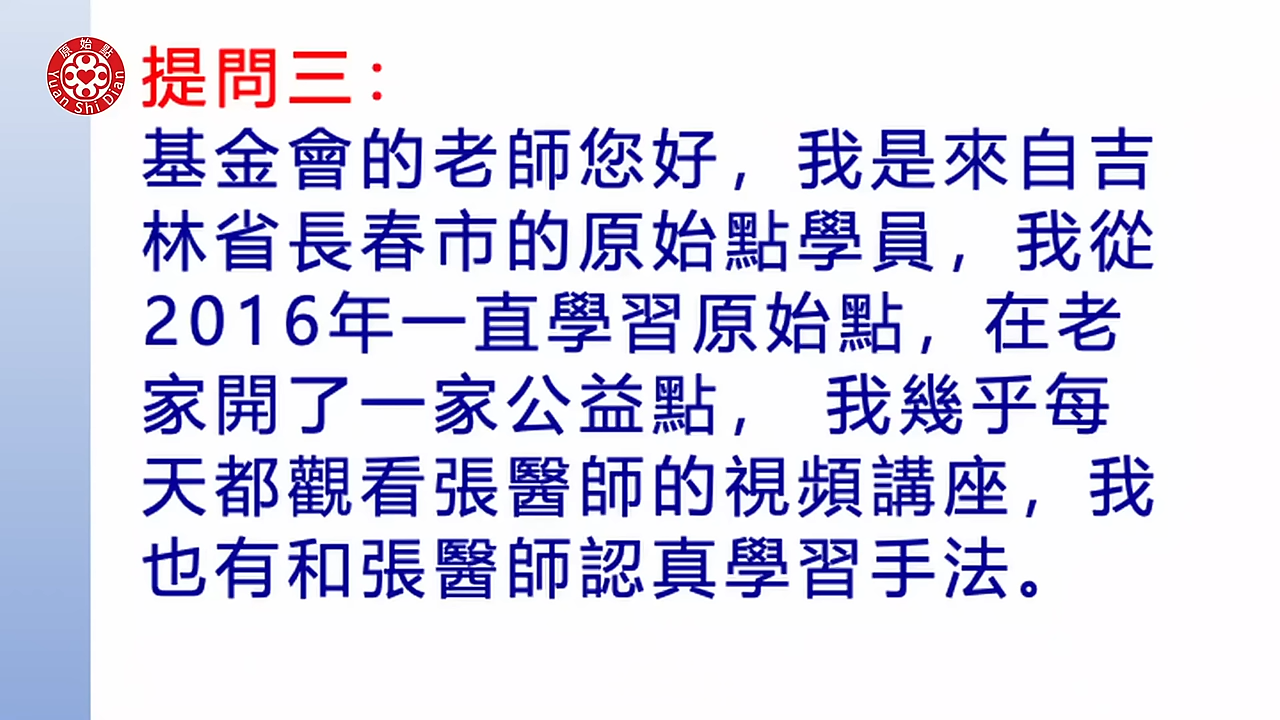 原始點
Yuan Shi Dian
提問三：
基金會的老師您好，我是來自吉
林省長春市的原始點學員，我從
2016年一直學習原始點，在老
家開了一家公益點， 我幾乎每
天都觀看張醫師的視頻講座，我
也有和張醫師認真學習手法。